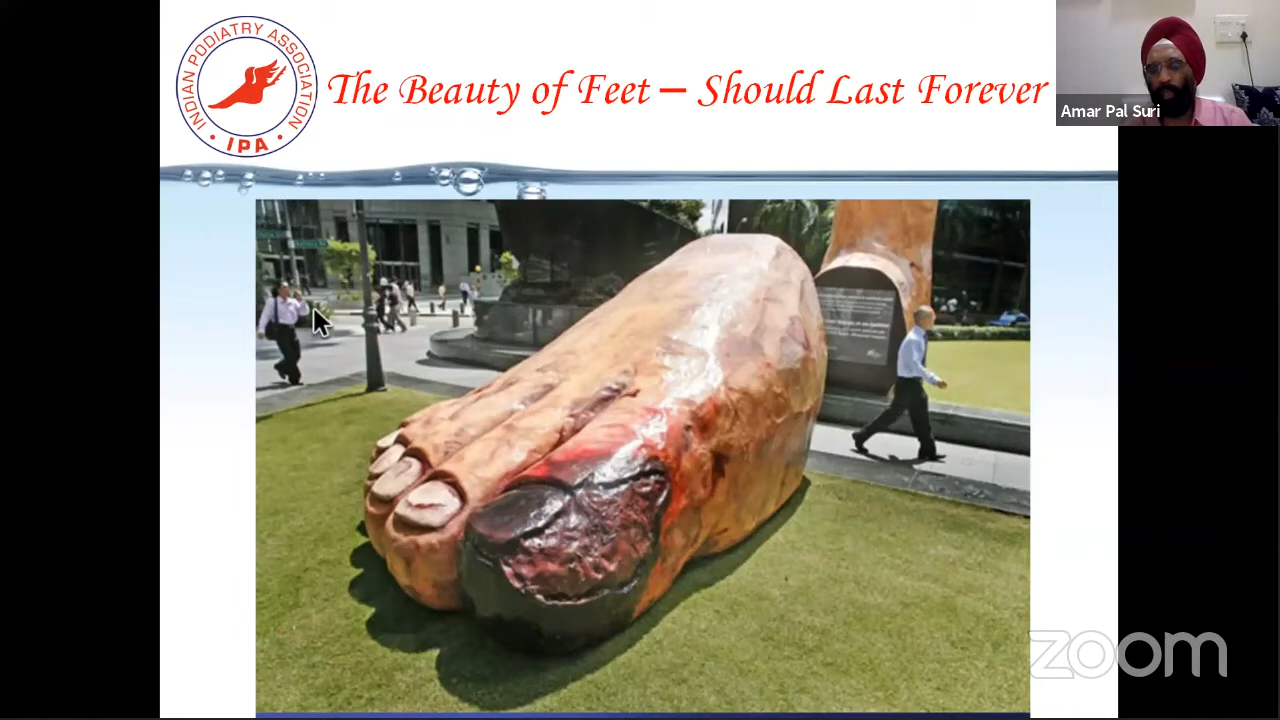 INDIAN PODIATRY ASSOCIATION
• IPA •
The Beauty of Feet – Should Last Forever
Amar Pal Suri
zoom